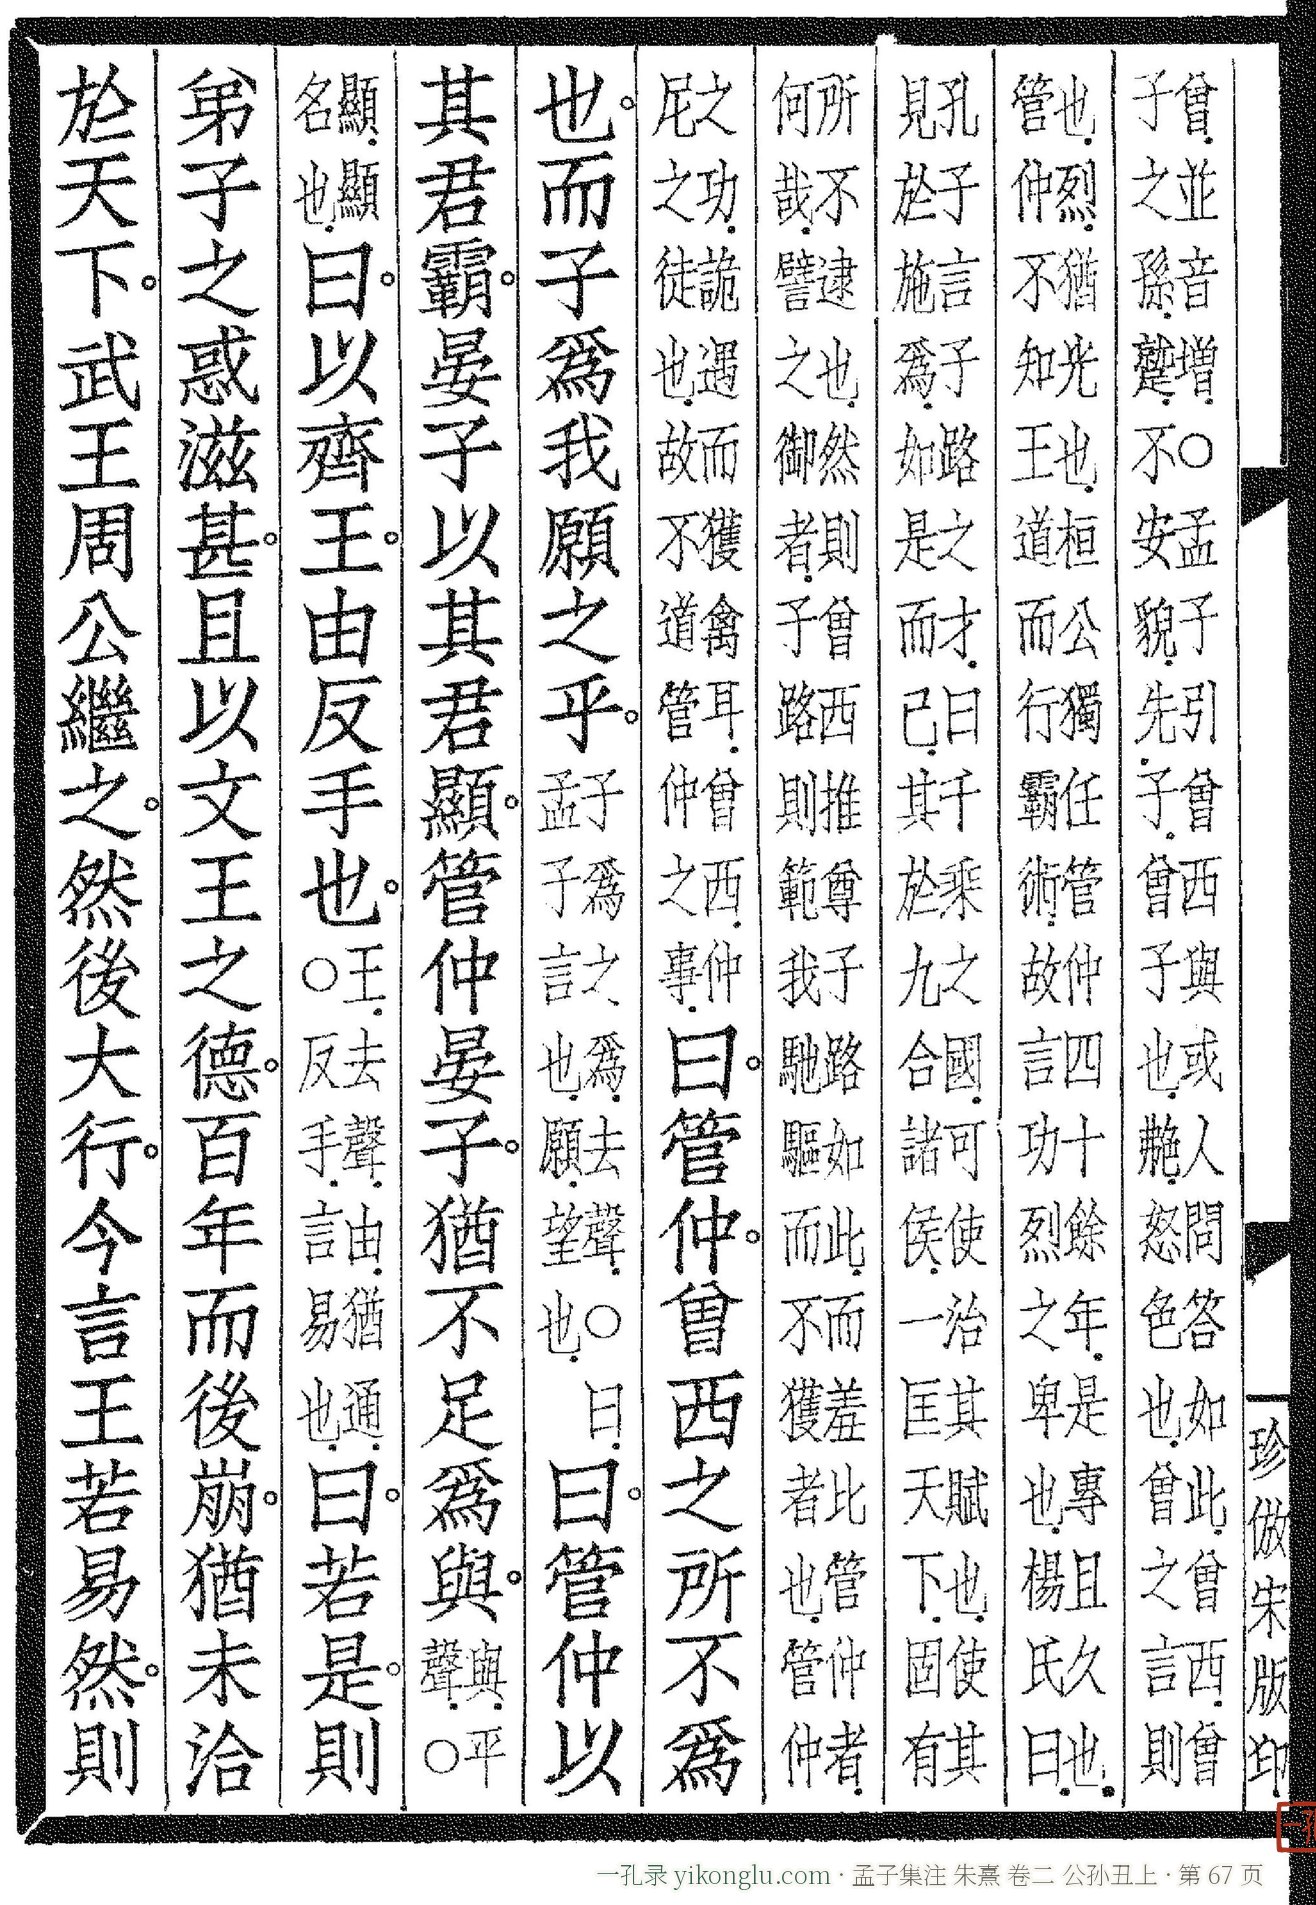 珍倣宋版印
曾。並音增。○孟子引曾西與或人問答如此。曾西。曾
子之孫。蹵。不安貌。先子。曾子也。艴。怒色也。曾之言則
也。烈。猶光也。桓公獨任管仲四十餘年。是專且久也。
管仲不知王道而行霸術。故言功烈之卑也。楊氏曰。
孔子言子路之才。曰千乘之國。可使治其賦也。使其
見於施爲。如是而已。其於九合諸侯。一匡天下。固有
所不逮也。然則曾西推尊子路如此。而羞比管仲者。
何哉。譬之御者。子路則範我馳驅而不獲者也。管仲
之功。詭遇而獲禽耳。曾西。仲
尼之徒也。故不道管仲之事。
曰。管仲。曾西之所不爲
也。而子爲我願之乎。
子爲之爲。去聲。○曰。
孟子言也。願。望也。
曰。管仲以
其君霸。晏子以其君顯。管仲晏子。猶不足爲與。
與。平
聲。○
顯。顯
名也。
曰。以齊王。由反手也。
王。去聲。由。猶通。
○反手。言易也。
曰。若是。則
弟子之惑滋甚。且以文王之德。百年而後崩。猶未洽
於天下。武王周公繼之。然後大行。今言王若易然。則
一孔录 yikonglu.com · 孟子集注 朱熹 卷二 公孙丑上 · 第 67 页